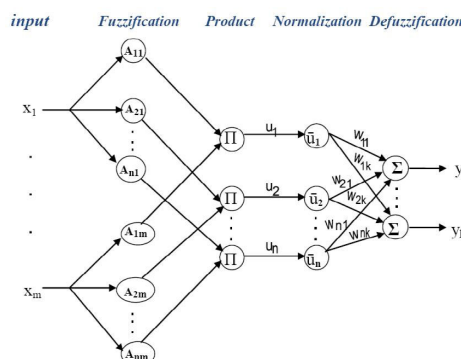 input Fuzzification Product Normalization Defuzzification
A11
x1 A21 u1 ū1 w11
Π w1k Σ y
An1 u2 w21
Π ū2 w2k
A1m un wn1 Σ
Π ūn wnk
xm A2m
Anm